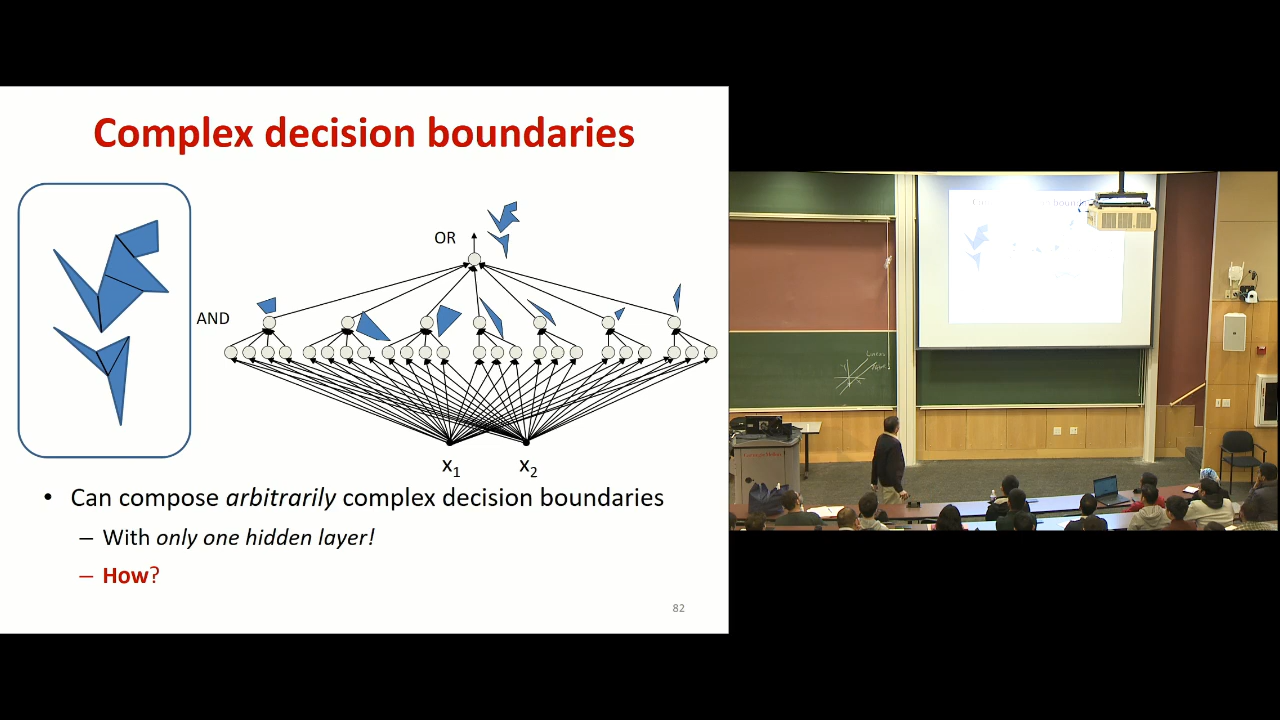 Complex decision boundaries
OR
AND
x1 x2
• Can compose arbitrarily complex decision boundaries
– With only one hidden layer!
– How?
82